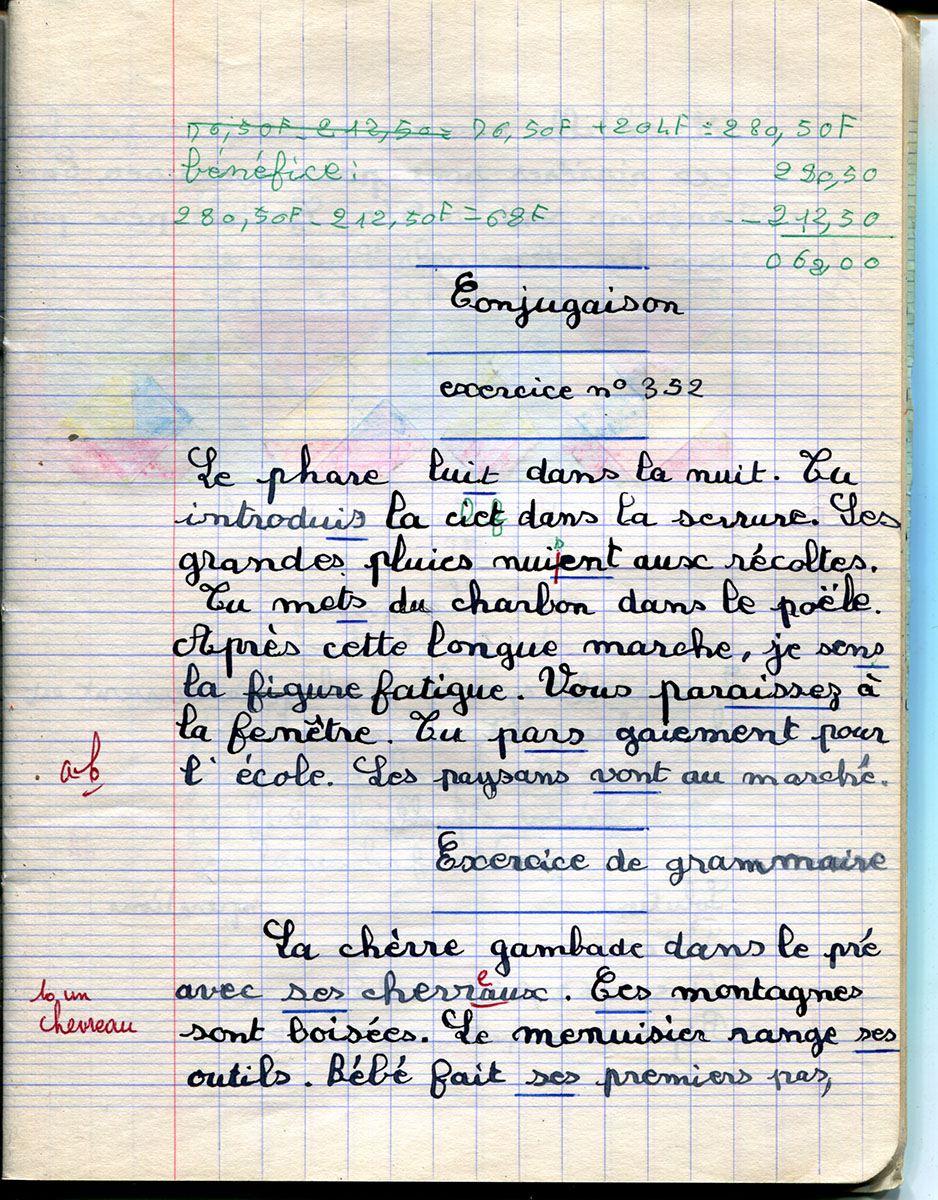 76,50F - 212,50 = 76,50F + 204F = 280,50F
bénéfice : 280,50
280,50F - 212,50F = 68F - 212,50
068,00
Conjugaison
exercice n° 352
Le phare luit dans la nuit. Tu
introduis la clef dans la serrure. Les
grandes pluies nuisent aux récoltes.
Tu mets du charbon dans le poële.
Après cette longue marche, je sens
la figure fatigue. Vous paraissez à
la fenêtre. Tu pars gaiement pour
ab l'école. Les paysans vont au marché.
Exercice de grammaire
La chèvre gambade dans le pré
avec ses chevreaux. Ces montagnes
un chevreau
sont boisées. Le menuisier range ses
outils. Bébé fait ses premiers pas,